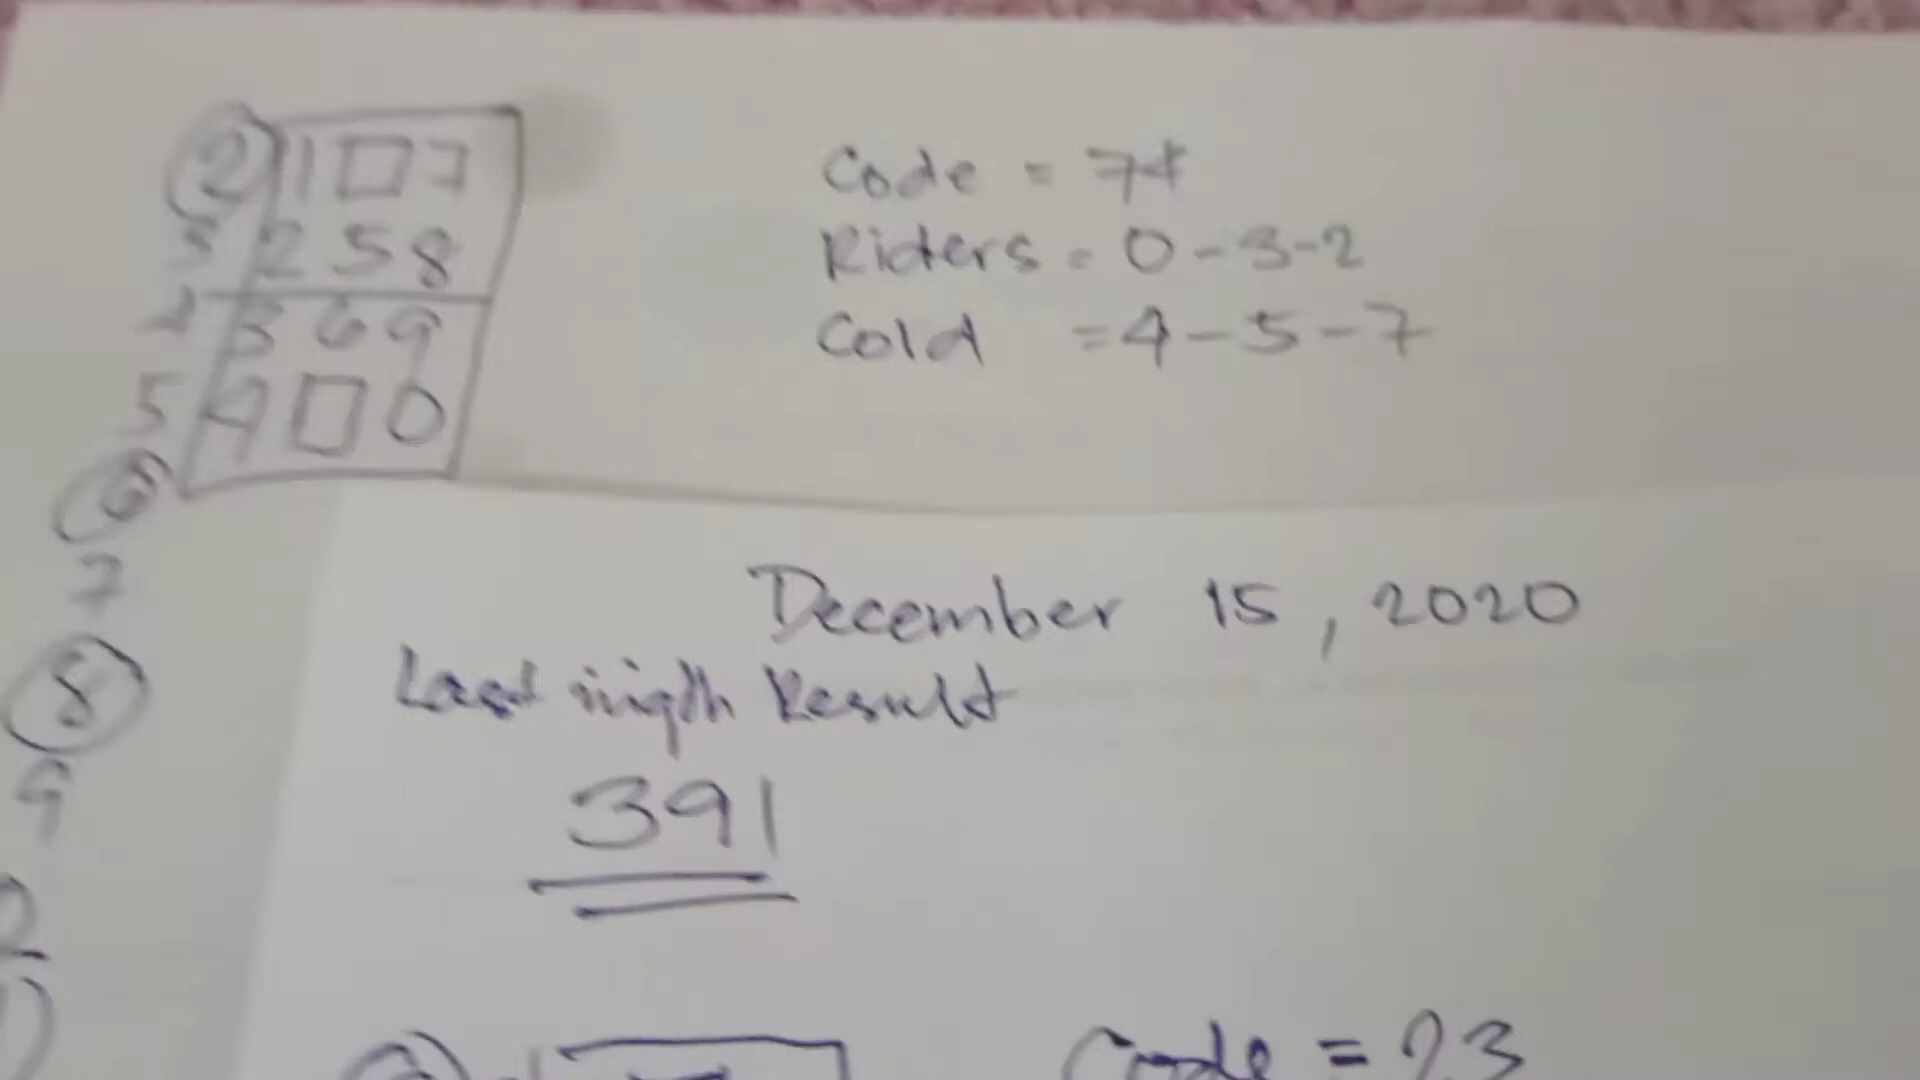 2 1 □ 7
3 2 5 8
4 3 6 9
5 4 □ 0
6
7
8
9
Code = 74
Riders = 0-3-2
Cold = 4-5-7
December 15, 2020
Last nigth Result
391
Code = 23